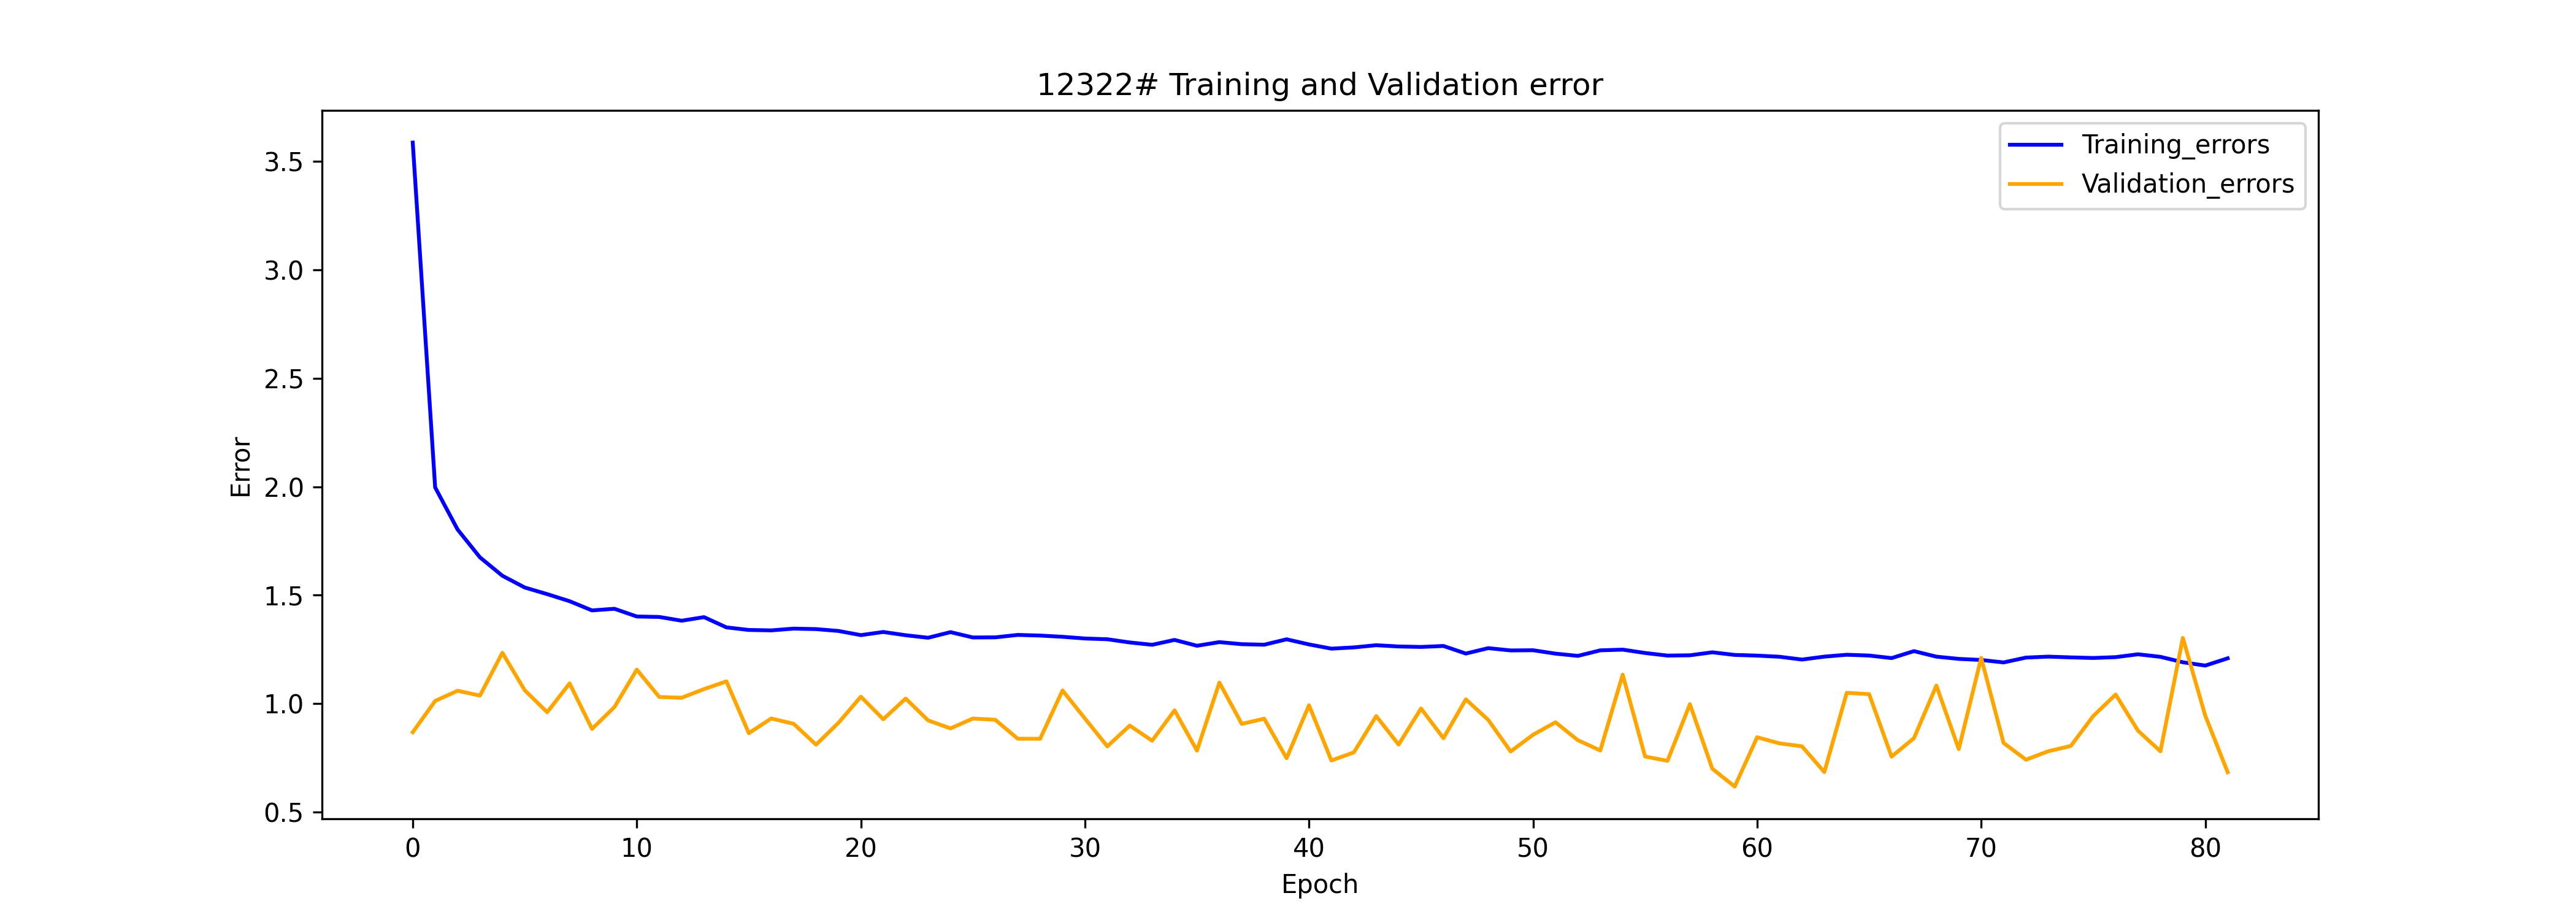 12322# Training and Validation error
Training_errors
Validation_errors
3.5
3.0
2.5
2.0
1.5
1.0
0.5
Error
0 10 20 30 40 50 60 70 80
Epoch